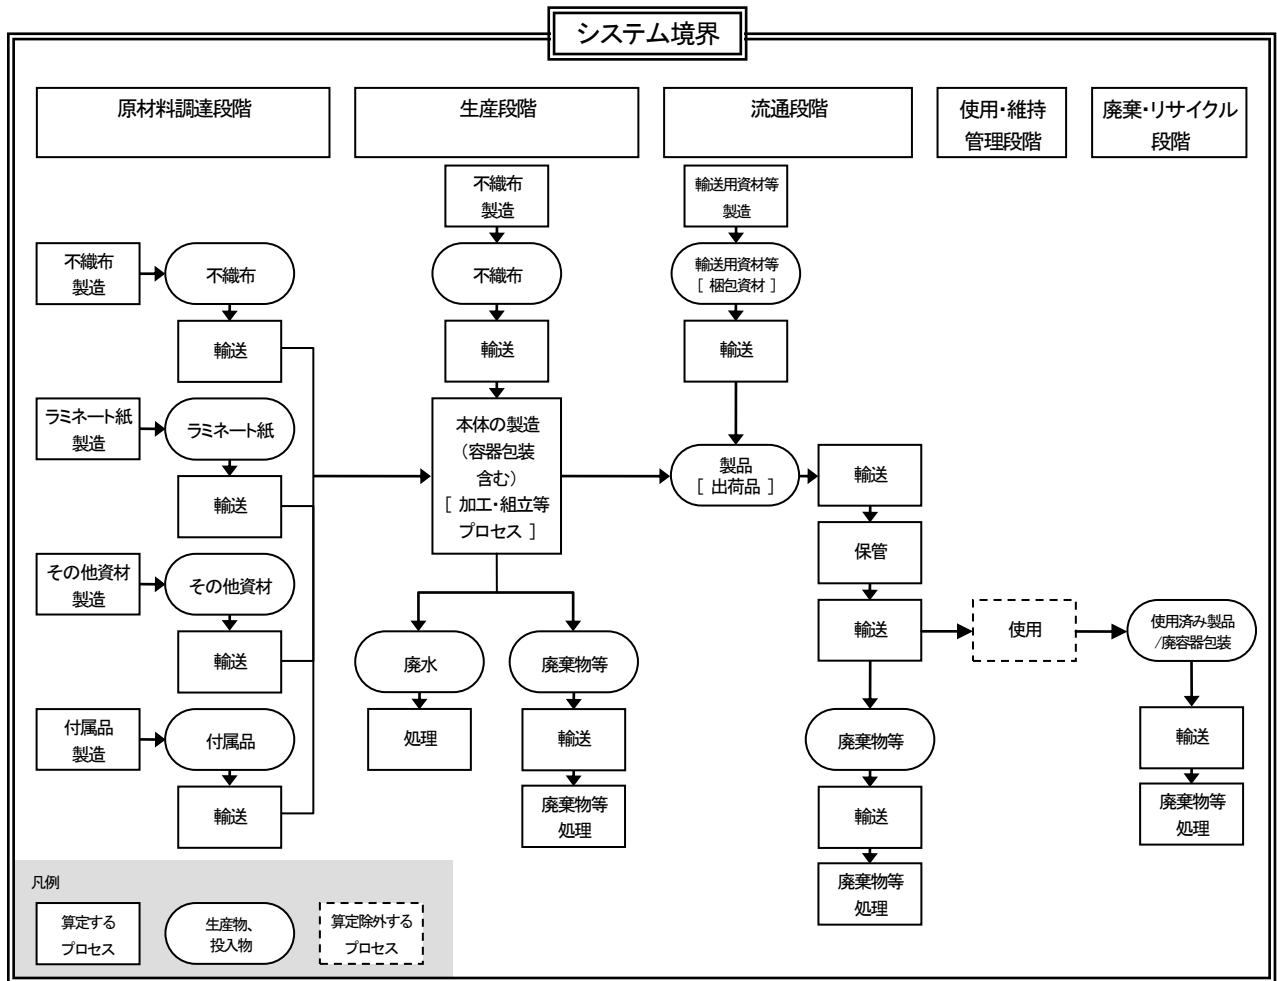 システム境界
原材料調達段階
生産段階
流通段階
使用・維持
管理段階
廃棄・リサイクル
段階
不織布
製造
不織布
輸送
ラミネート紙
製造
ラミネート紙
輸送
その他資材
製造
その他資材
輸送
付属品
製造
付属品
輸送
不織布
製造
不織布
輸送
本体の製造
（容器包装
含む）
［ 加工・組立等
プロセス ］
廃水
処理
廃棄物等
輸送
廃棄物等
処理
輸送用資材等
製造
輸送用資材等
［ 梱包資材 ］
輸送
製品
［ 出荷品 ］
輸送
保管
輸送
廃棄物等
輸送
廃棄物等
処理
使用
使用済み製品
/廃容器包装
輸送
廃棄物等
処理
凡例
算定する
プロセス
生産物、
投入物
算定除外する
プロセス